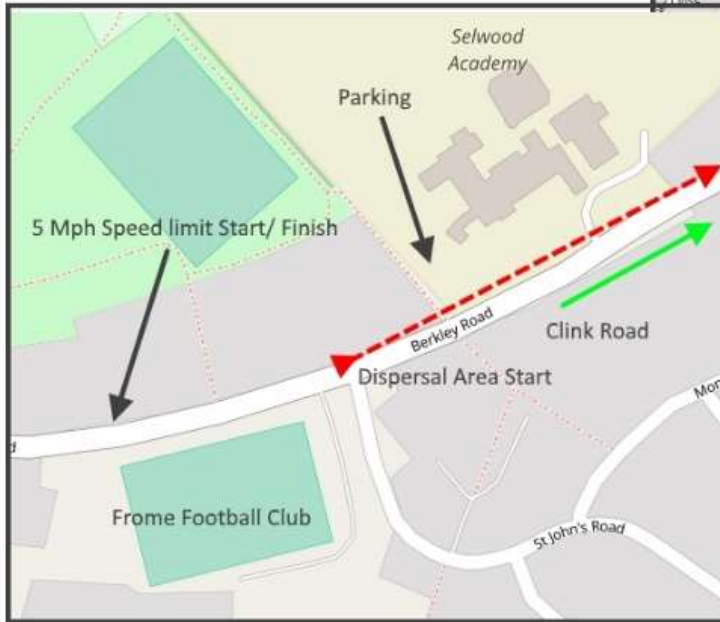 Selwood
Academy
Parking
5 Mph Speed limit Start/ Finish
Berkley Road
Clink Road
Dispersal Area Start
Mon
d
Frome Football Club
St John's Road